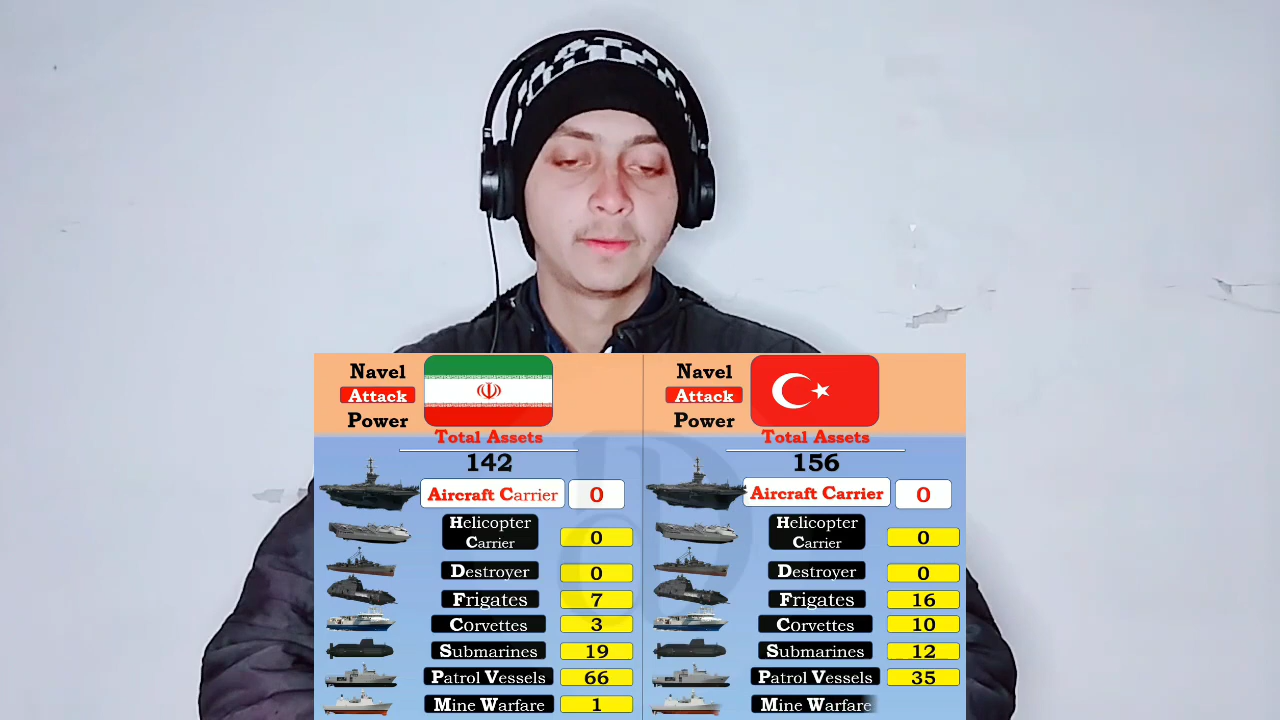 Navel
Attack
Power
Total Assets
142
Aircraft Carrier 0
Helicopter
Carrier
0
Destroyer 0
Frigates 7
Corvettes 3
Submarines 19
Patrol Vessels 66
Mine Warfare 1
Navel
Attack
Power
Total Assets
156
Aircraft Carrier 0
Helicopter
Carrier
0
Destroyer 0
Frigates 16
Corvettes 10
Submarines 12
Patrol Vessels 35
Mine Warfare